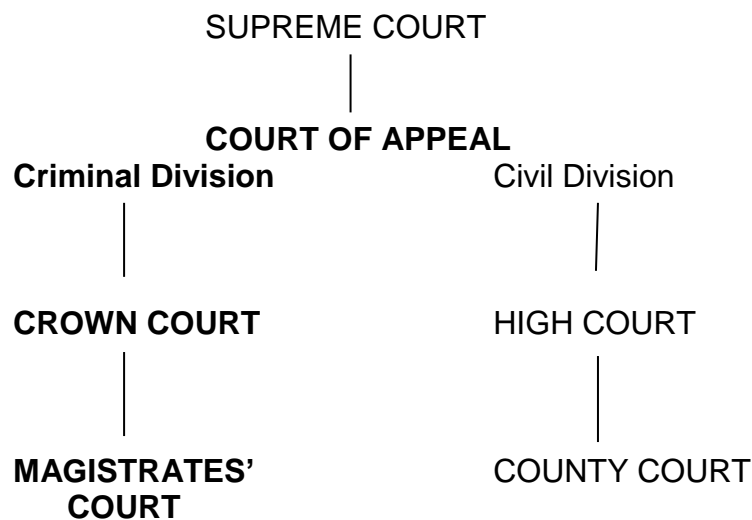 SUPREME COURT
COURT OF APPEAL
Criminal Division
Civil Division
CROWN COURT
HIGH COURT
MAGISTRATES’
COURT
COUNTY COURT